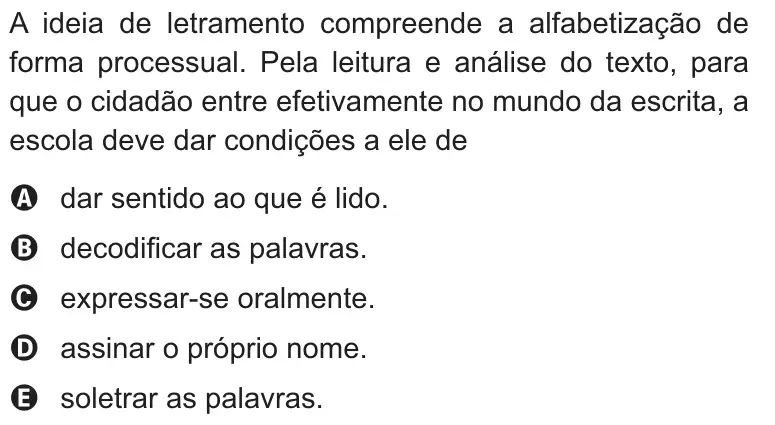 A ideia de letramento compreende a alfabetização de
forma processual. Pela leitura e análise do texto, para
que o cidadão entre efetivamente no mundo da escrita, a
escola deve dar condições a ele de
A dar sentido ao que é lido.
B decodificar as palavras.
C expressar-se oralmente.
D assinar o próprio nome.
E soletrar as palavras.